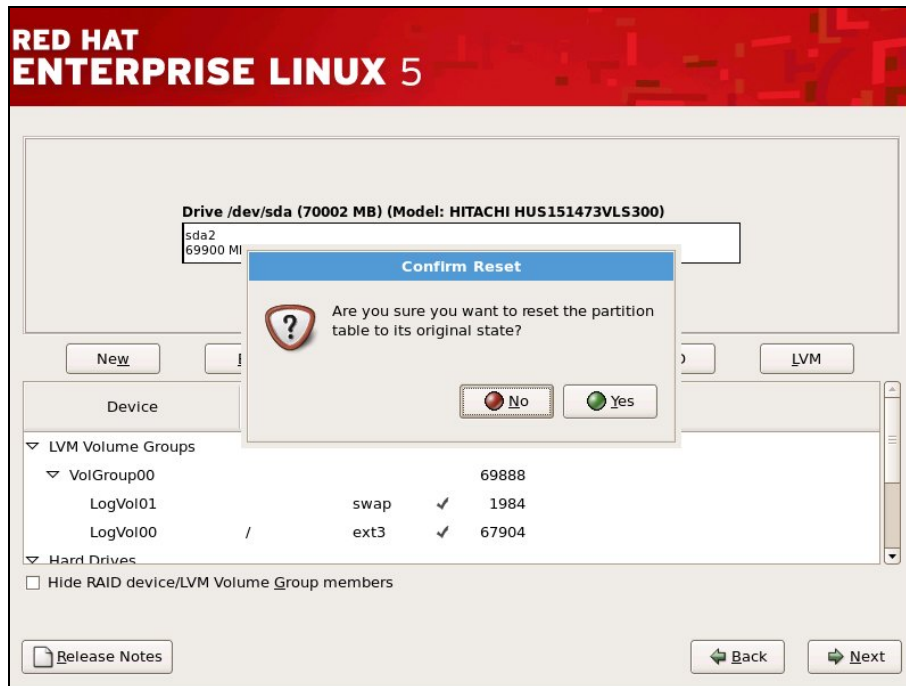 RED HAT
ENTERPRISE LINUX 5
Drive /dev/sda (70002 MB) (Model: HITACHI HUS151473VLS300)
sda2
69900
Confirm Reset
Are you sure you want to reset the partition
table to its original state?
No
Yes
New
LVM
Device
LVM Volume Groups
VolGroup00 69888
LogVol01 swap 1984
LogVol00 / ext3 67904
Hard Drives
Hide RAID device/LVM Volume Group members
Release Notes
Back
Next